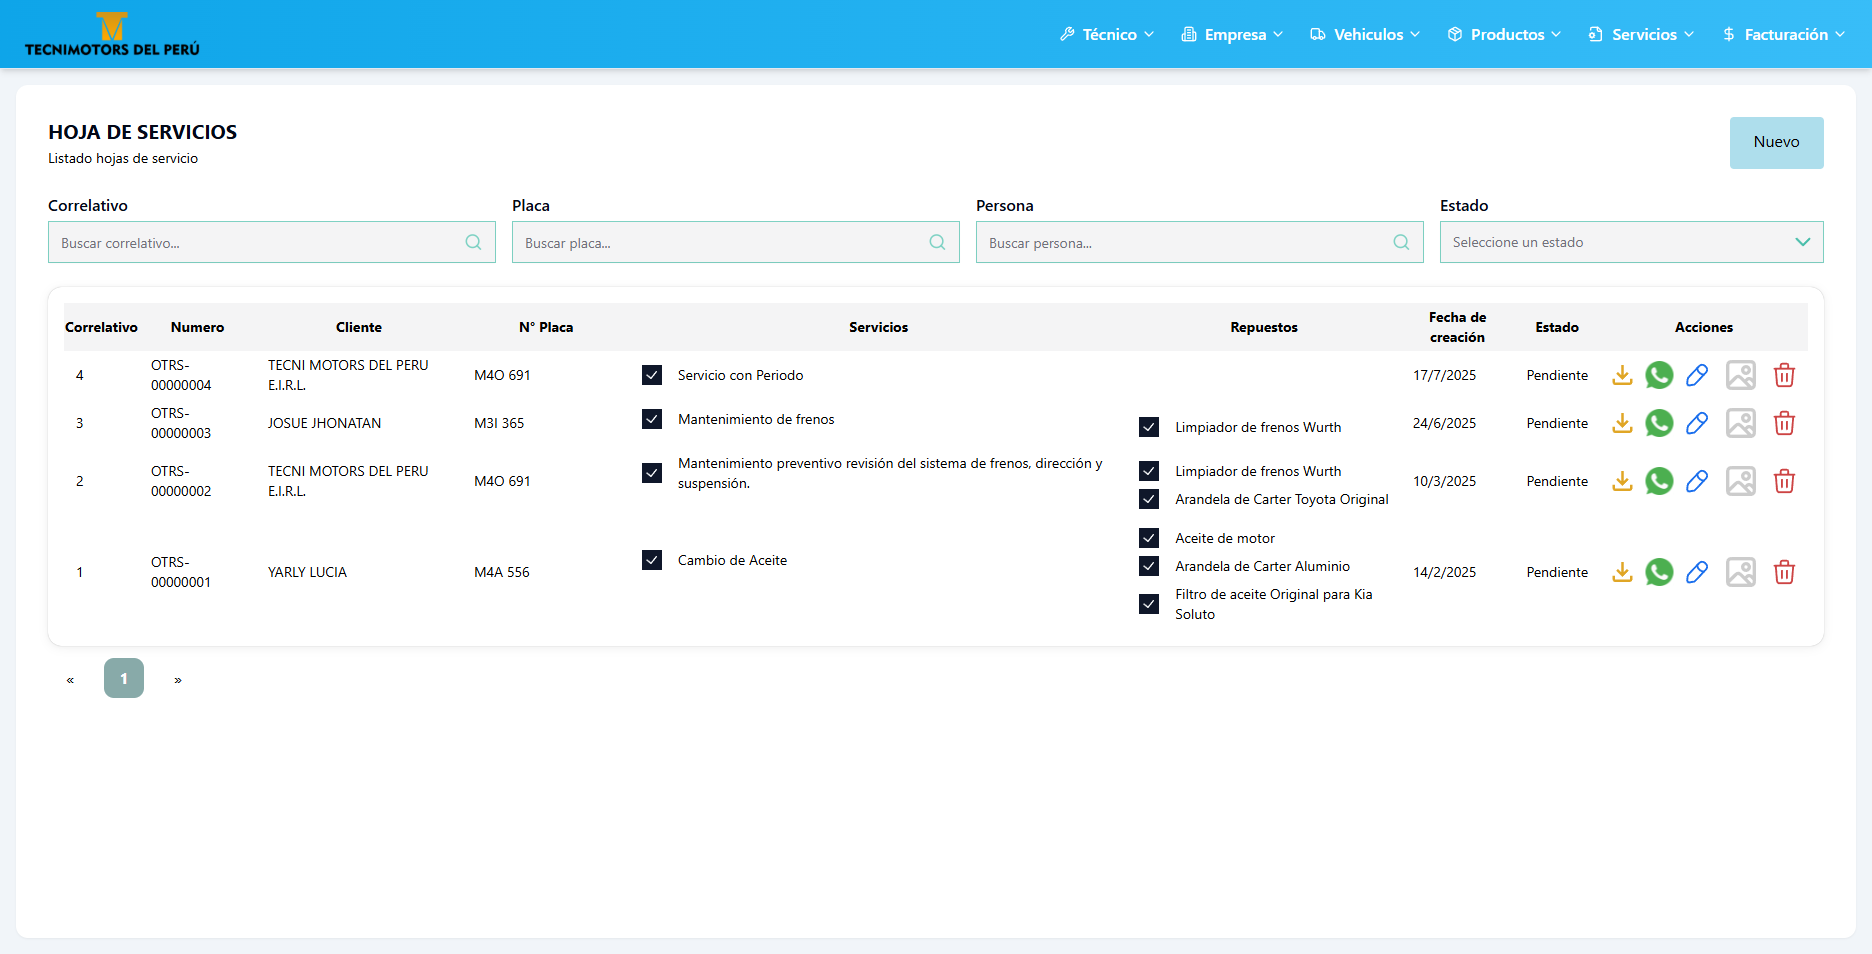 TECNIMOTORS DEL PERÚ
Técnico
Empresa
Vehiculos
Productos
Servicios
Facturación
HOJA DE SERVICIOS
Listado hojas de servicio
Nuevo
Correlativo
Placa
Persona
Estado
Buscar correlativo...
Buscar placa...
Buscar persona...
Seleccione un estado
Correlativo
Numero
Cliente
N° Placa
Servicios
Repuestos
Fecha de
creación
Estado
Acciones
4
OTRS-
00000004
TECNI MOTORS DEL PERU
E.I.R.L.
M4O 691
Servicio con Periodo
17/7/2025
Pendiente
3
OTRS-
00000003
JOSUE JHONATAN
M3I 365
Mantenimiento de frenos
Limpiador de frenos Wurth
24/6/2025
Pendiente
2
OTRS-
00000002
TECNI MOTORS DEL PERU
E.I.R.L.
M4O 691
Mantenimiento preventivo revisión del sistema de frenos, dirección y
suspensión.
Limpiador de frenos Wurth
Arandela de Carter Toyota Original
10/3/2025
Pendiente
1
OTRS-
00000001
YARLY LUCIA
M4A 556
Cambio de Aceite
Aceite de motor
Arandela de Carter Aluminio
Filtro de aceite Original para Kia
Soluto
14/2/2025
Pendiente
«
1
»